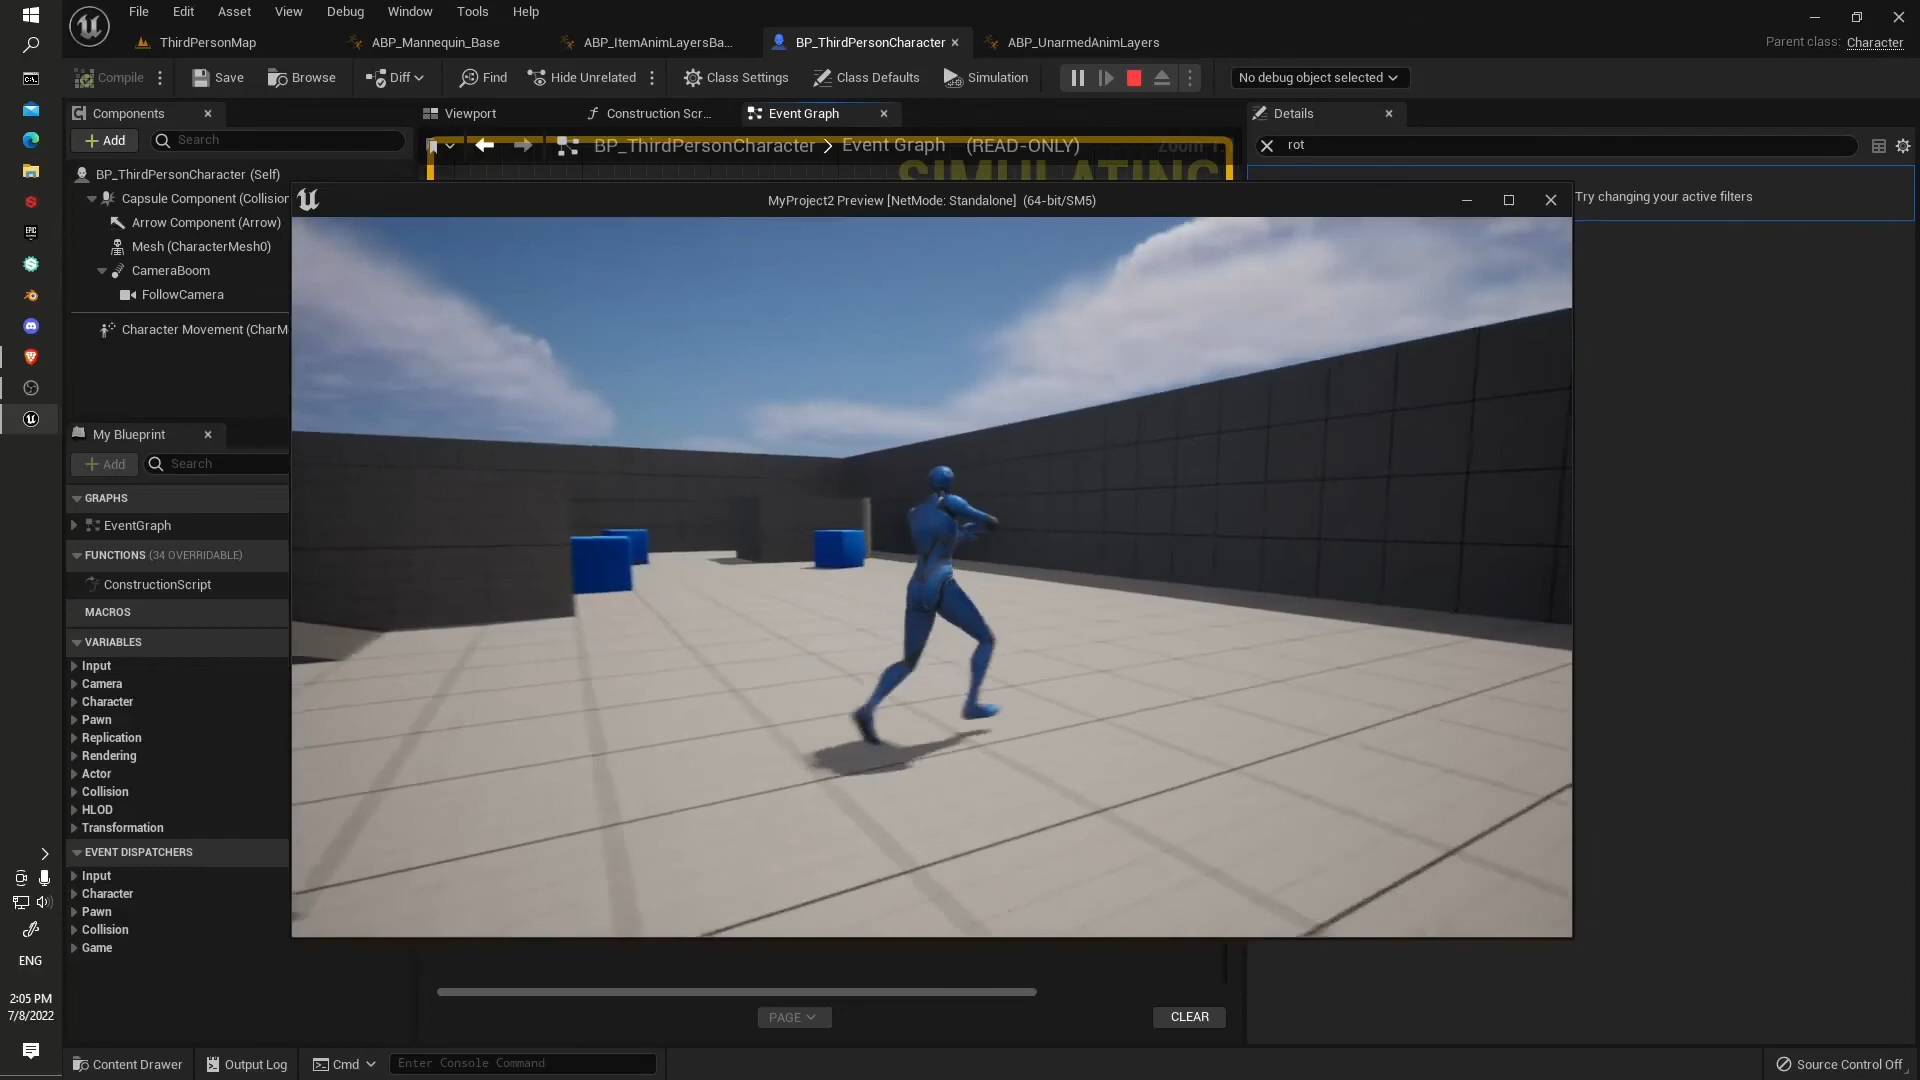 File Edit Asset View Debug Window Tools Help
ThirdPersonMap ABP_Mannequin_Base ABP_ItemAnimLayersBa... BP_ThirdPersonCharacter ABP_UnarmedAnimLayers
Parent class: Character
Compile Save Browse Diff Find Hide Unrelated Class Settings Class Defaults Simulation No debug object selected
Components
Add Search
BP_ThirdPersonCharacter (Self)
Capsule Component (Collision
Arrow Component (Arrow)
Mesh (CharacterMesh0)
CameraBoom
FollowCamera
Character Movement (CharM
My Blueprint
Add Search
GRAPHS
EventGraph
FUNCTIONS (34 OVERRIDABLE)
ConstructionScript
MACROS
VARIABLES
Input
Camera
Character
Pawn
Replication
Rendering
Actor
Collision
HLOD
Transformation
EVENT DISPATCHERS
Input
Character
Pawn
Collision
Game
Viewport Construction Scr... Event Graph
BP_ThirdPersonCharacter > Event Graph (READ-ONLY)
SIMULATING
MyProject2 Preview [NetMode: Standalone] (64-bit/SM5)
PAGE
CLEAR
Details
rot
Try changing your active filters
EPIC
ENG
2:05 PM
7/8/2022
Content Drawer Output Log Cmd Enter Console Command Source Control Off